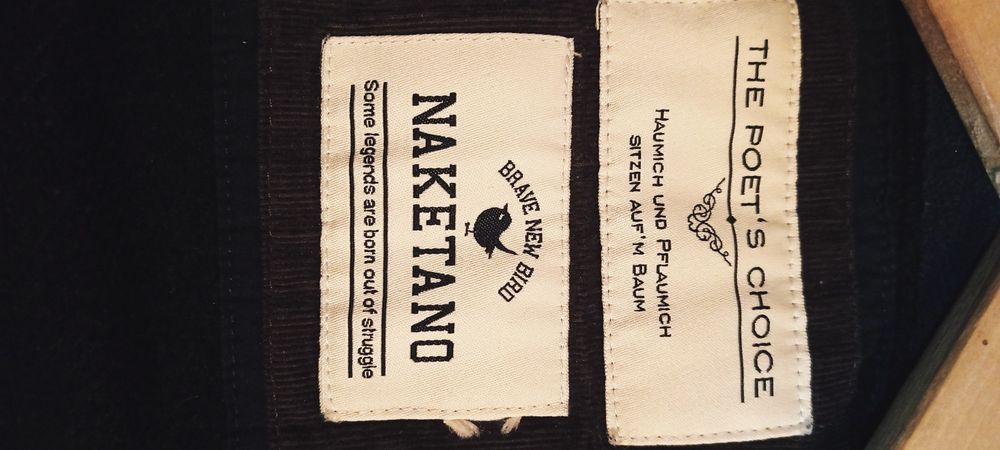 THE POET'S CHOICE
HAUMICH UND PFLAUMICH
SITZEN AUF'M BAUM
BRAVE NEW BIRD
NAKETANO
Some legends are born out of struggle